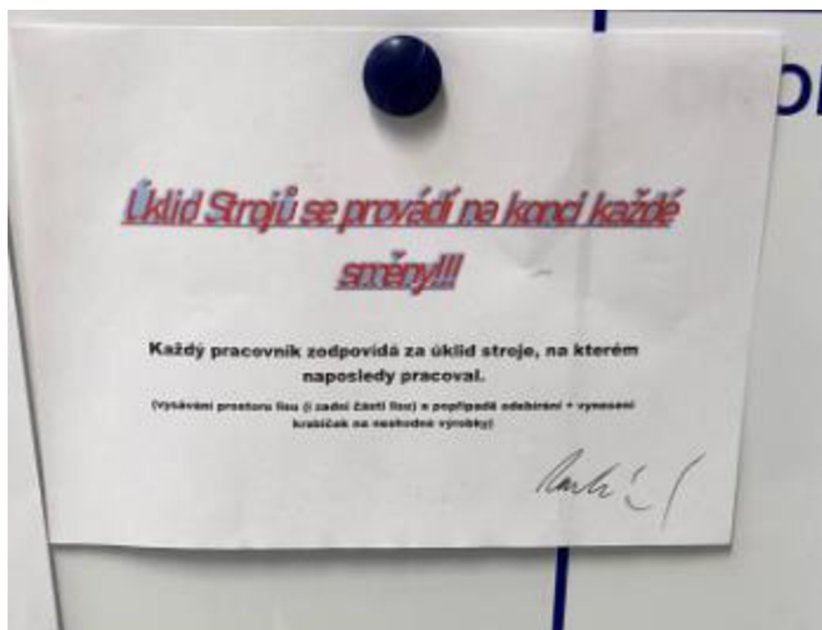 Úklid Strojů se provádí na konci každé
směny!!!
Každý pracovník zodpovídá za úklid stroje, na kterém
naposledy pracoval.
(vysávání prostoru lisu (i zadní části lisu) a popřípadě odebírání + vynesení
krabiček na neshodné výrobky)